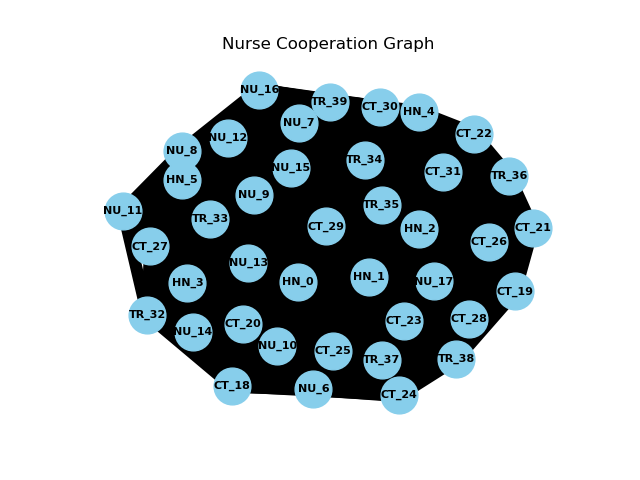 Nurse Cooperation Graph
NU_16
TR_39
CT_30
HN_4
NU_7
CT_22
NU_12
NU_8
TR_34
NU_15
CT_31
TR_36
HN_5
NU_9
TR_35
NU_11
TR_33
CT_29
HN_2
CT_21
CT_27
CT_26
NU_13
HN_3
HN_0
HN_1
NU_17
CT_19
TR_32
NU_14
CT_20
CT_23
CT_28
NU_10
CT_25
TR_37
TR_38
CT_18
NU_6
CT_24